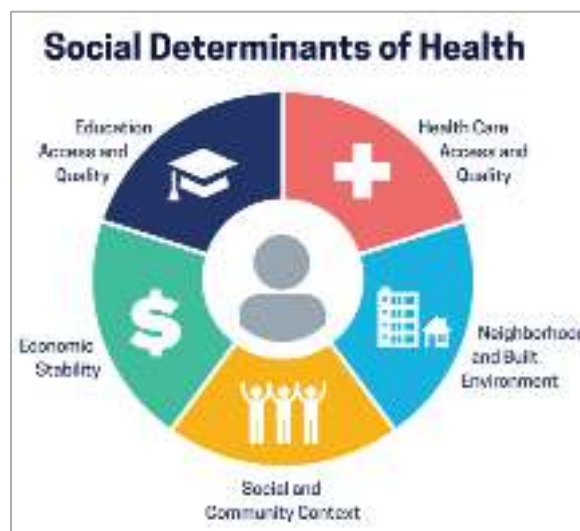 Social Determinants of Health
Education
Access and
Quality
Health Care
Access and
Quality
Economic
Stability
Neighborhood
and Built
Environment
Social and
Community Context